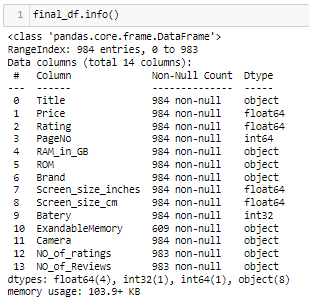 1 final_df.info()
<class 'pandas.core.frame.DataFrame'>
RangeIndex: 984 entries, 0 to 983
Data columns (total 14 columns):
 #   Column              Non-Null Count  Dtype
---  ------              --------------  -----
 0   Title               984 non-null    object
 1   Price               984 non-null    float64
 2   Rating              984 non-null    float64
 3   PageNo              984 non-null    int64
 4   RAM_in_GB           984 non-null    object
 5   ROM                 984 non-null    object
 6   Brand               984 non-null    object
 7   Screen_size_inches  984 non-null    float64
 8   Screen_size_cm      984 non-null    float64
 9   Batery              984 non-null    int32
 10  ExandableMemory     609 non-null    object
 11  Camera              984 non-null    object
 12  NO_of_ratings       983 non-null    object
 13  NO_of_Reviews       983 non-null    object
dtypes: float64(4), int32(1), int64(1), object(8)
memory usage: 103.9+ KB